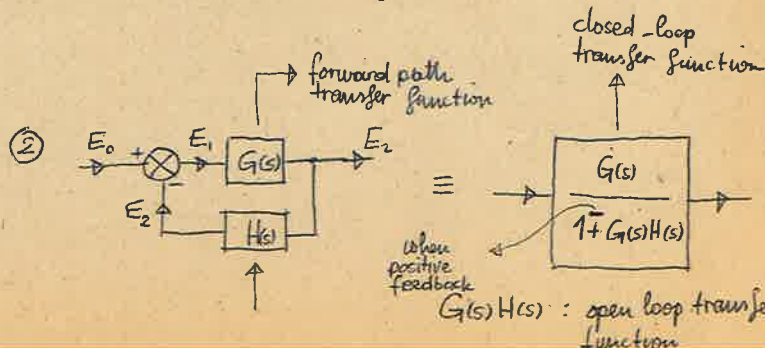 closed-loop
transfer function
forward path
transfer function
②
E₀
+
E₁
G(s)
E₂
−
E₂
H(s)
≡
G(s)
1 ∓ G(s)H(s)
when
positive
feedback
G(s)H(s) : open loop transfe
function